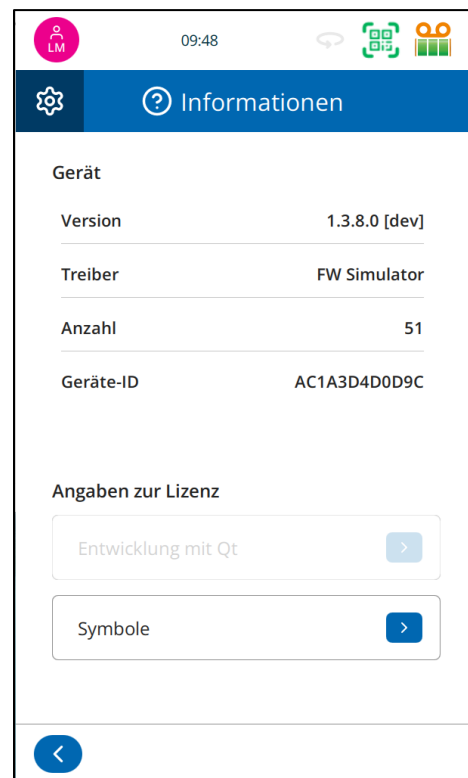 LM
09:48
? Informationen
Gerät
Version 1.3.8.0 [dev]
Treiber FW Simulator
Anzahl 51
Geräte-ID AC1A3D4D0D9C
Angaben zur Lizenz
Entwicklung mit Qt
Symbole